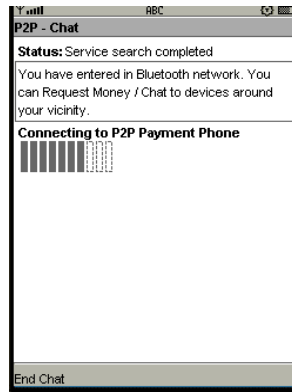 ABC
P2P - Chat
Status: Service search completed
You have entered in Bluetooth network. You
can Request Money / Chat to devices around
your vicinity.
Connecting to P2P Payment Phone
End Chat